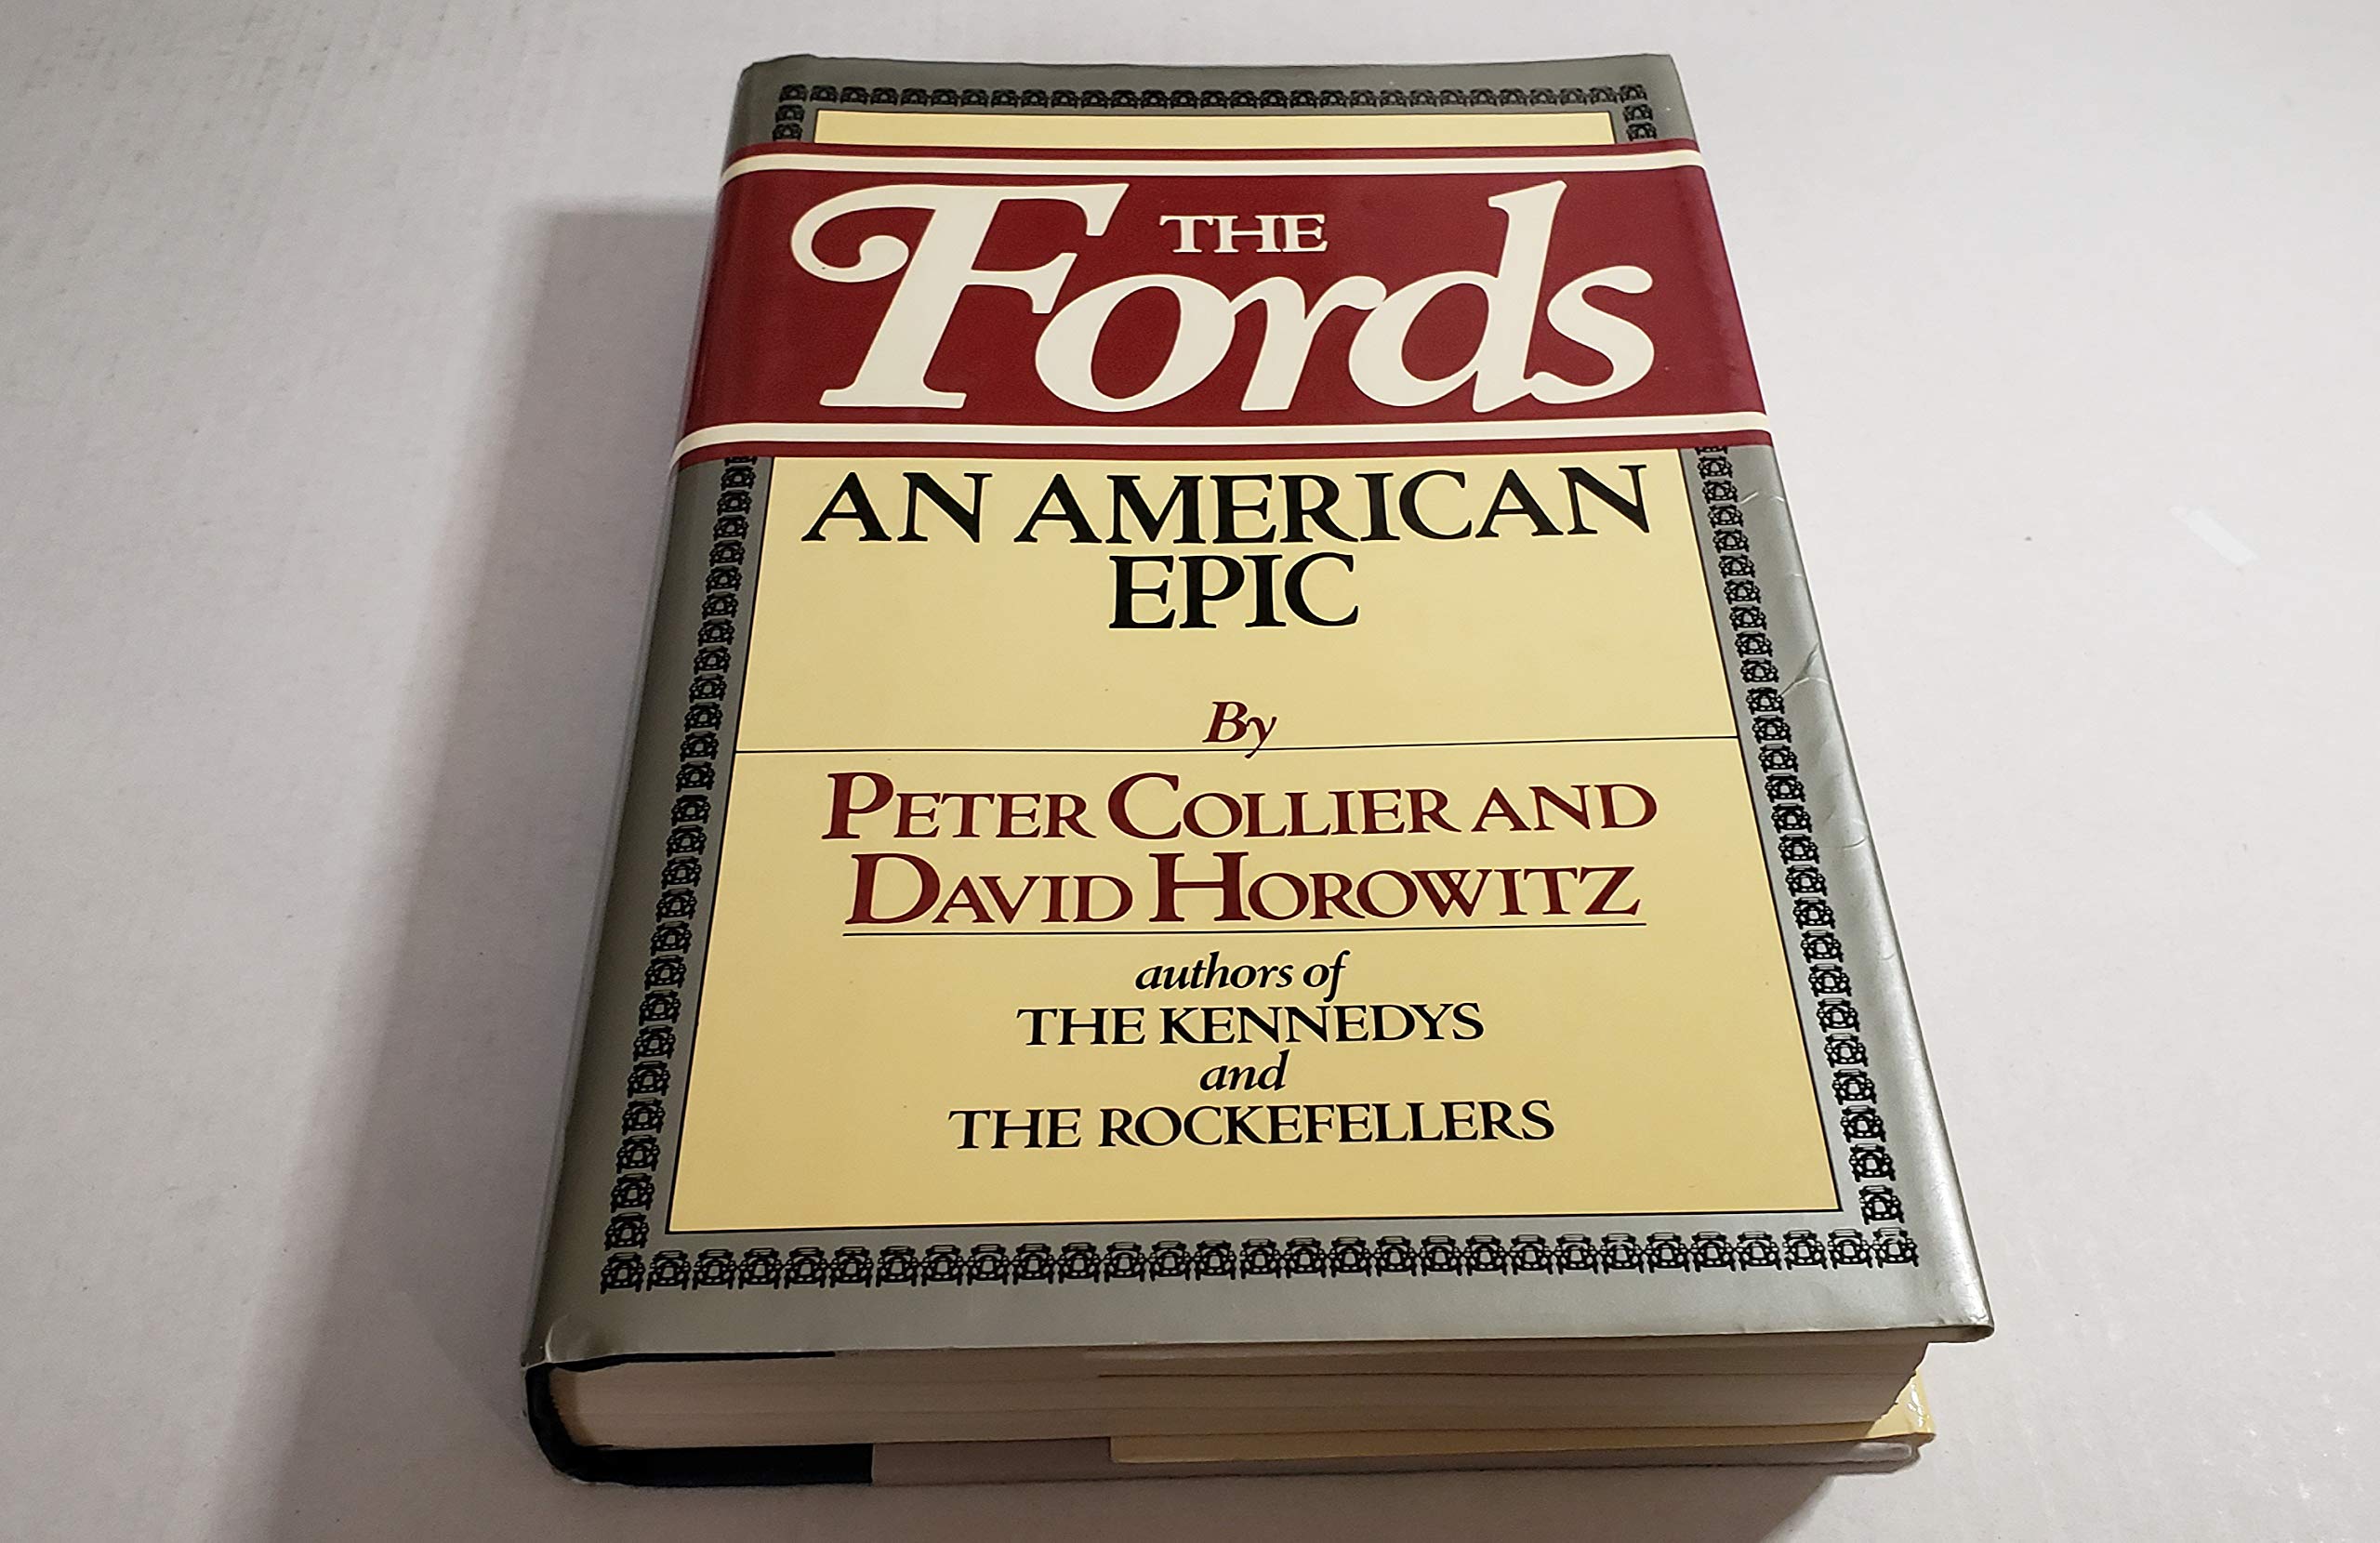 THE
Fords
AN AMERICAN
EPIC
By
PETER COLLIER AND
DAVID HOROWITZ
authors of
THE KENNEDYS
and
THE ROCKEFELLERS